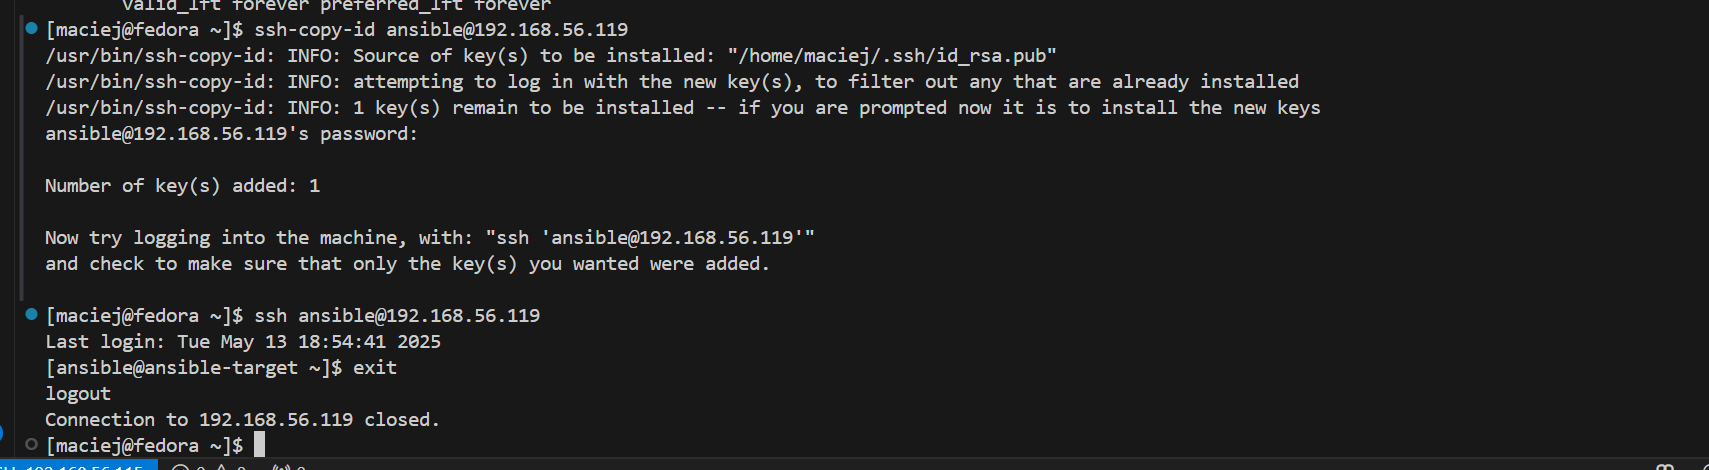 valid_lft forever preferred_lft forever
[maciej@fedora ~]$ ssh-copy-id ansible@192.168.56.119
/usr/bin/ssh-copy-id: INFO: Source of key(s) to be installed: "/home/maciej/.ssh/id_rsa.pub"
/usr/bin/ssh-copy-id: INFO: attempting to log in with the new key(s), to filter out any that are already installed
/usr/bin/ssh-copy-id: INFO: 1 key(s) remain to be installed -- if you are prompted now it is to install the new keys
ansible@192.168.56.119's password:
Number of key(s) added: 1
Now try logging into the machine, with: "ssh 'ansible@192.168.56.119'"
and check to make sure that only the key(s) you wanted were added.
[maciej@fedora ~]$ ssh ansible@192.168.56.119
Last login: Tue May 13 18:54:41 2025
[ansible@ansible-target ~]$ exit
logout
Connection to 192.168.56.119 closed.
[maciej@fedora ~]$